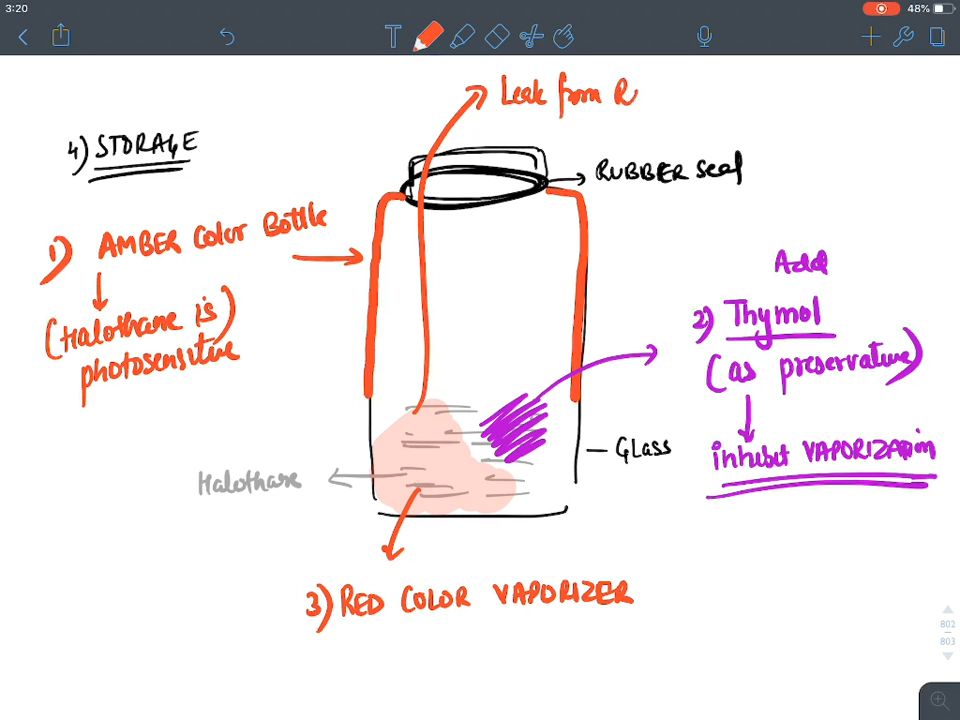 3:20
48%
T
Leak from R
4) STORAGE
RUBBER seal
1) AMBER Color Bottle
(Halothane is)
photosensitive
Add
2) Thymol
(as preservative)
inhibit VAPORIZATION
Glass
Halothane
3) RED COLOR VAPORIZER
802
803